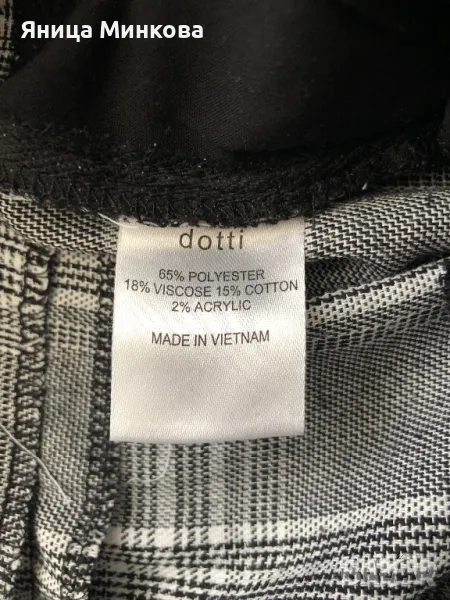 Яница Минкова
dotti
65% POLYESTER
18% VISCOSE 15% COTTON
2% ACRYLIC
MADE IN VIETNAM